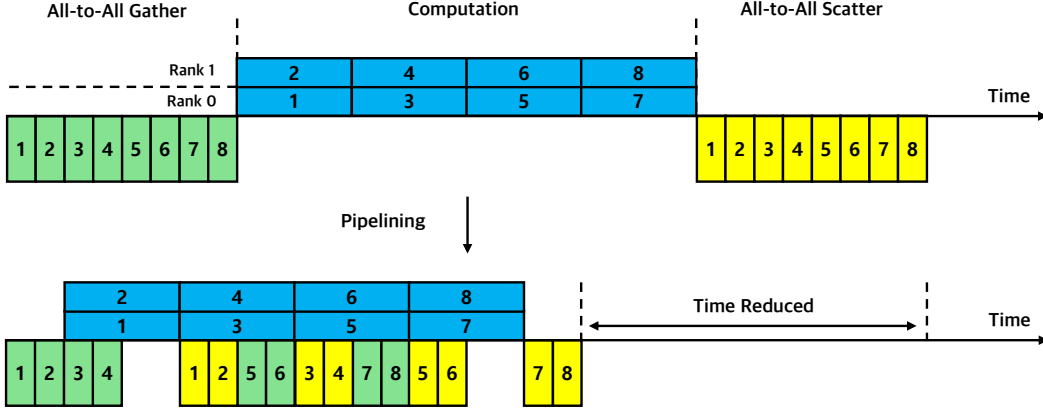 All-to-All Gather Computation All-to-All Scatter
Rank 1 2 4 6 8
Rank 0 1 3 5 7 Time
1 2 3 4 5 6 7 8 1 2 3 4 5 6 7 8
Pipelining
2 4 6 8
Time Reduced
1 3 5 7 Time
1 2 3 4 1 2 5 6 3 4 7 8 5 6 7 8